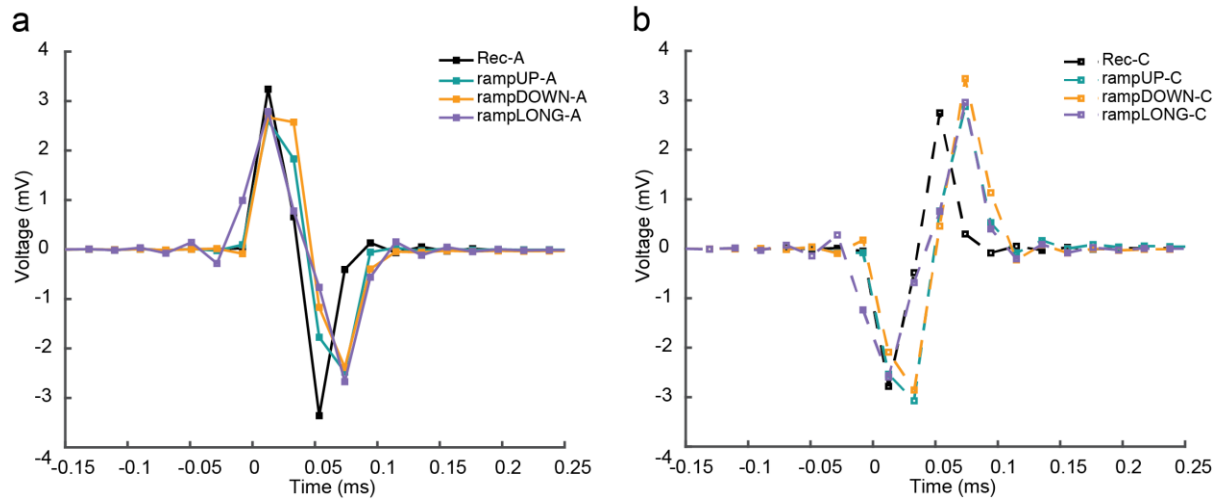 a
4
3
2
1
0
-1
-2
-3
-4
Voltage (mV)
-0.15
-0.1
-0.05
0
0.05
0.1
0.15
0.2
0.25
Time (ms)
Rec-A
rampUP-A
rampDOWN-A
rampLONG-A
b
4
3
2
1
0
-1
-2
-3
-4
Voltage (mV)
-0.15
-0.1
-0.05
0
0.05
0.1
0.15
0.2
0.25
Time (ms)
Rec-C
rampUP-C
rampDOWN-C
rampLONG-C